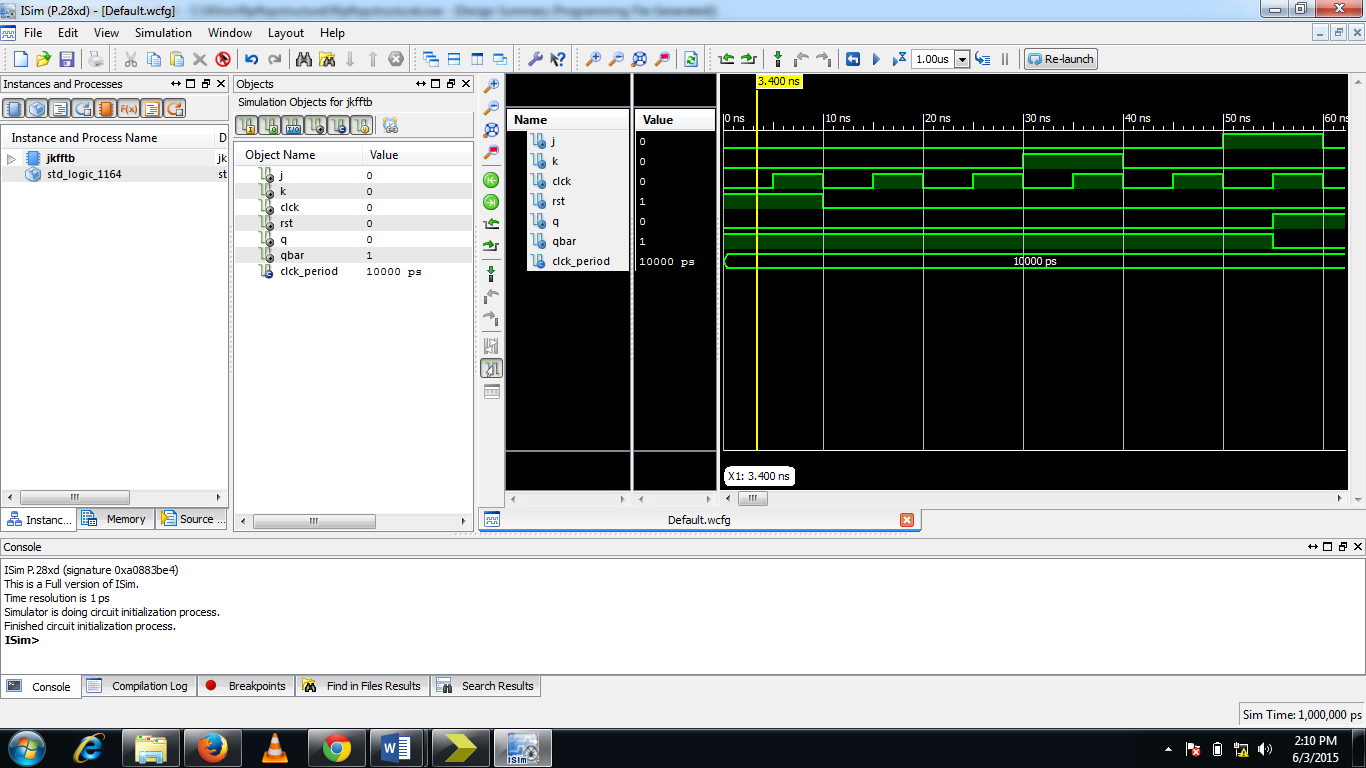 ISim (P.28xd) - [Default.wcfg]
File Edit View Simulation Window Layout Help
1.00us Re-launch
Instances and Processes
Instance and Process Name D
jkfftb jk
std_logic_1164 st
Instanc... Memory Source ...
Objects
Simulation Objects for jkfftb
Object Name Value
j 0
k 0
clck 0
rst 0
q 0
qbar 1
clck_period 10000 ps
Name Value
j 0
k 0
clck 0
rst 1
q 0
qbar 1
clck_period 10000 ps
3.400 ns
0 ns 10 ns 20 ns 30 ns 40 ns 50 ns 60 ns
10000 ps
X1: 3.400 ns
Default.wcfg
Console
ISim P.28xd (signature 0xa0883be4)
This is a Full version of ISim.
Time resolution is 1 ps
Simulator is doing circuit initialization process.
Finished circuit initialization process.
ISim>
Console Compilation Log Breakpoints Find in Files Results Search Results
Sim Time: 1,000,000 ps
ISim
2:10 PM
6/3/2015